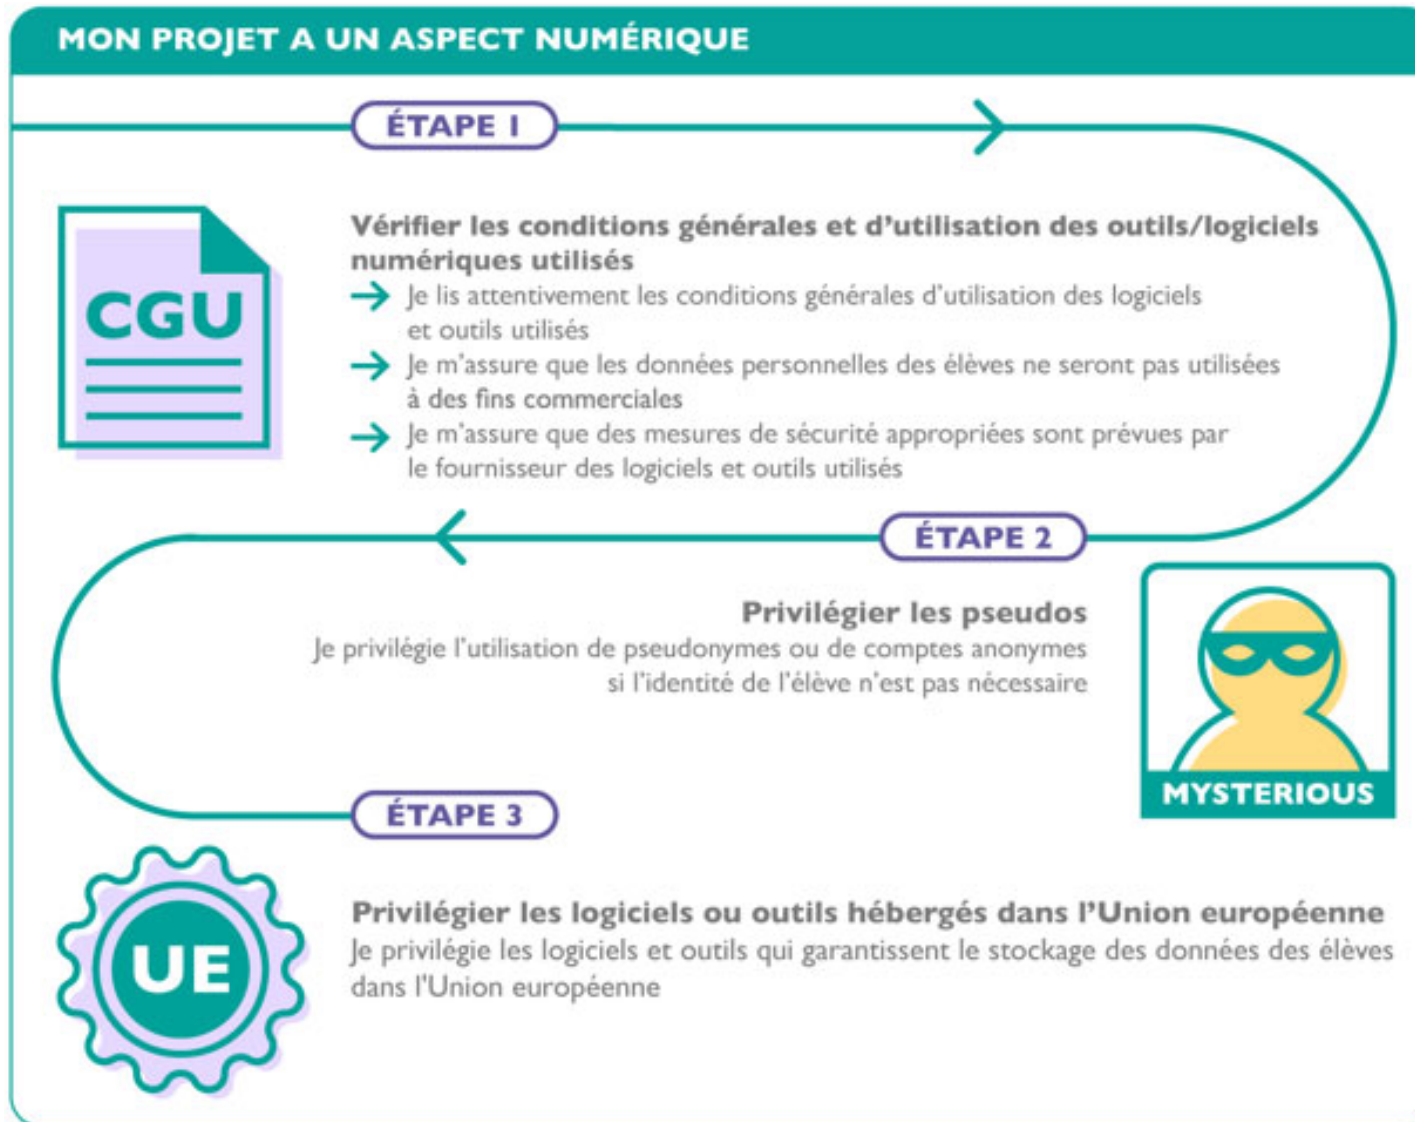 MON PROJET A UN ASPECT NUMÉRIQUE
ÉTAPE 1
CGU
Vérifier les conditions générales et d’utilisation des outils/logiciels
numériques utilisés
Je lis attentivement les conditions générales d’utilisation des logiciels
et outils utilisés
Je m’assure que les données personnelles des élèves ne seront pas utilisées
à des fins commerciales
Je m’assure que des mesures de sécurité appropriées sont prévues par
le fournisseur des logiciels et outils utilisés
ÉTAPE 2
Privilégier les pseudos
Je privilégie l’utilisation de pseudonymes ou de comptes anonymes
si l’identité de l’élève n’est pas nécessaire
MYSTERIOUS
ÉTAPE 3
UE
Privilégier les logiciels ou outils hébergés dans l’Union européenne
Je privilégie les logiciels et outils qui garantissent le stockage des données des élèves
dans l'Union européenne